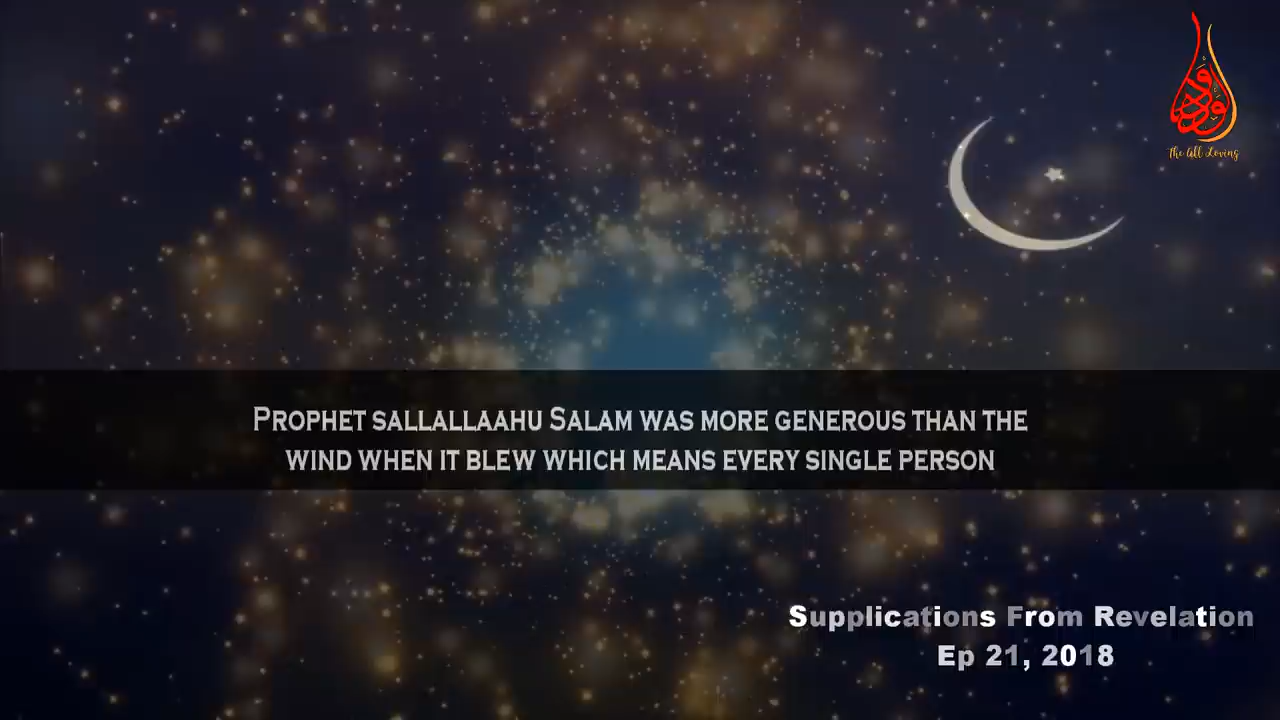 الودود
The All Loving
Prophet sallallaahu Salam was more generous than the
wind when it blew which means every single person
Supplications From Revelation
Ep 21, 2018